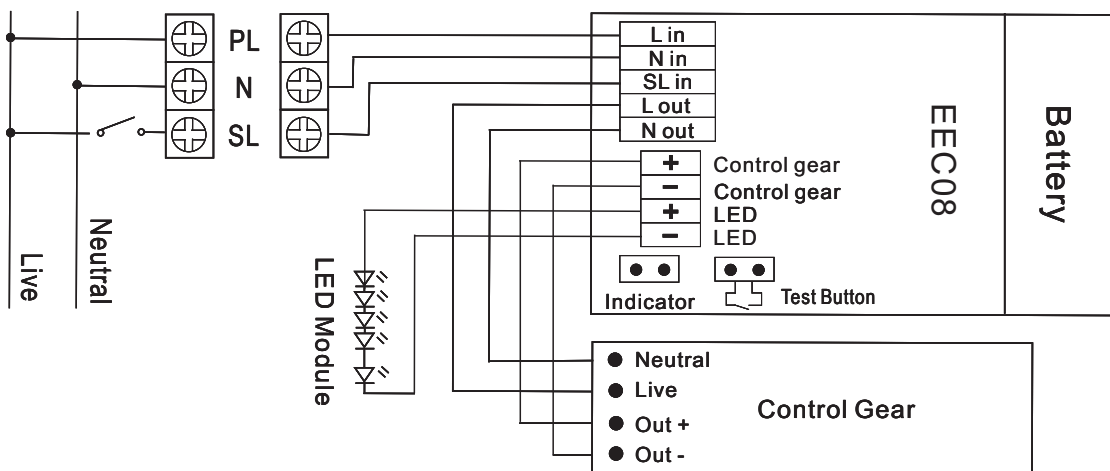 PL
N
SL
Live
Neutral
L in
N in
SL in
L out
N out
+
−
+
−
Control gear
Control gear
LED
LED
Indicator
Test Button
EEC08
Battery
LED Module
Neutral
Live
Out +
Out -
Control Gear